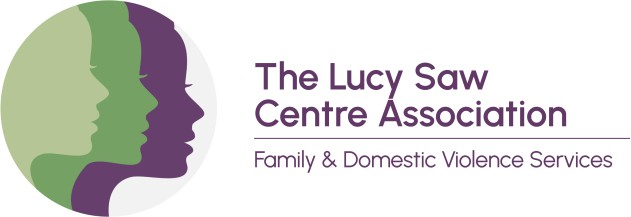 The Lucy Saw
Centre Association
Family & Domestic Violence Services